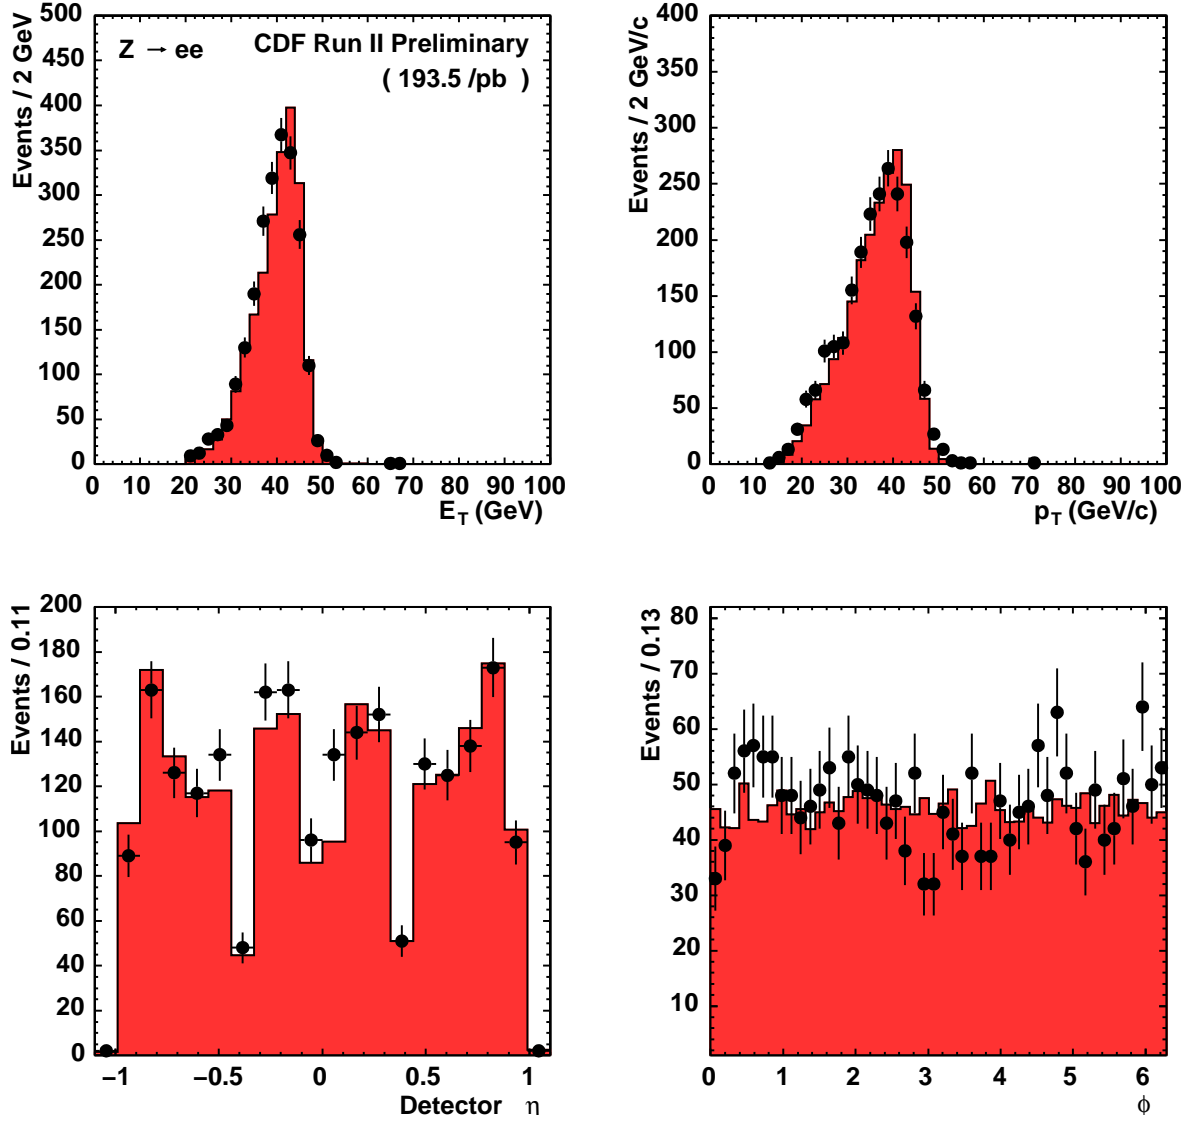 Z → ee
CDF Run II Preliminary
( 193.5 /pb )
Events / 2 GeV
500
450
400
350
300
250
200
150
100
50
0
0 10 20 30 40 50 60 70 80 90 100
E_T (GeV)
Events / 2 GeV/c
400
350
300
250
200
150
100
50
0
0 10 20 30 40 50 60 70 80 90 100
p_T (GeV/c)
Events / 0.11
200
180
160
140
120
100
80
60
40
20
0
−1 −0.5 0 0.5 1
Detector η
Events / 0.13
80
70
60
50
40
30
20
10
0 1 2 3 4 5 6
ϕ